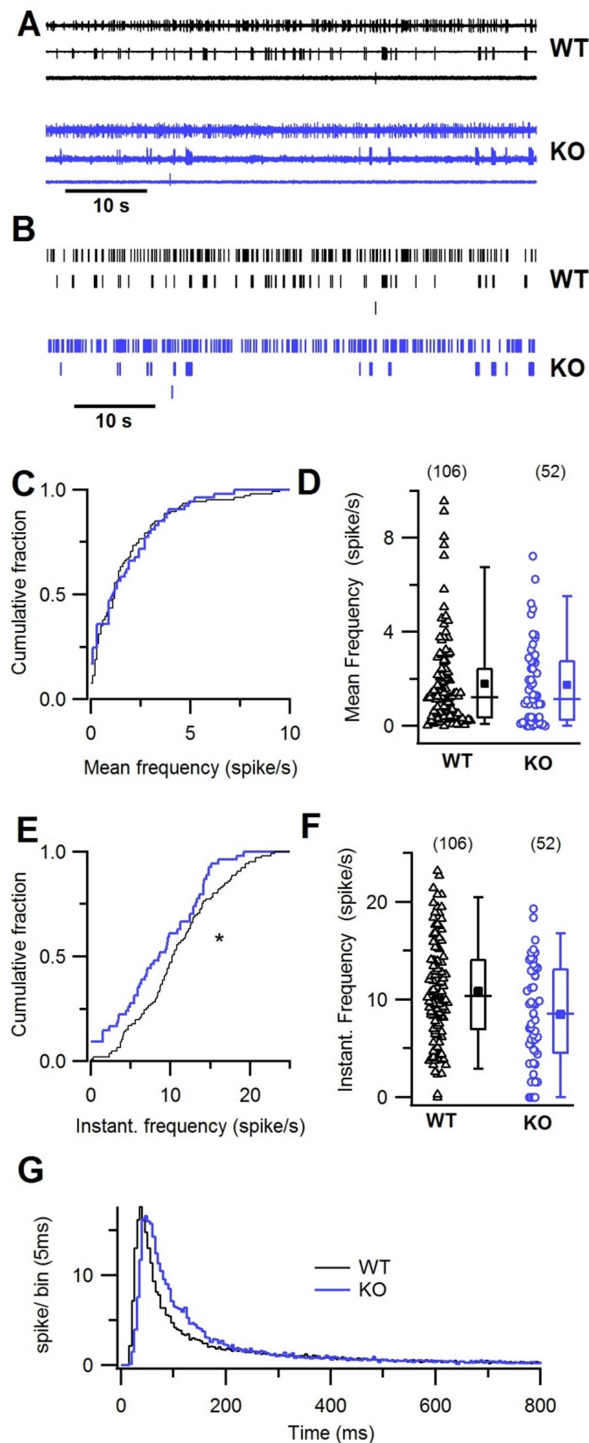 A
WT
KO
10 s
B
WT
KO
10 s
C
1.0
0.5
0.0
0 5 10
Cumulative fraction
Mean frequency (spike/s)
D
(106) (52)
8
4
0
Mean Frequency (spike/s)
WT KO
E
1.0
0.5
0.0
0 10 20
Cumulative fraction
*
Instant. frequency (spike/s)
F
(106) (52)
20
10
0
Instant. Frequency (spike/s)
WT KO
G
10
0
spike/ bin (5ms)
WT
KO
0 200 400 600 800
Time (ms)